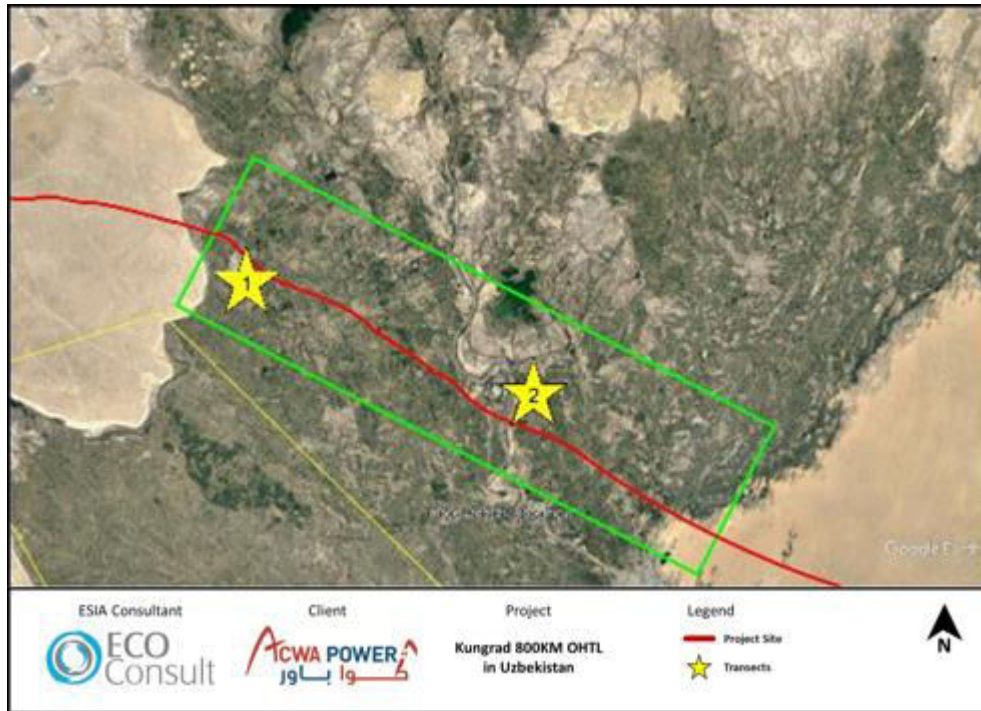 1
2
Google Earth
ESIA Consultant
Client
Project
Legend
ECO
Consult
ACWA POWER
أكوا باور
Kungrad 800KM OHTL
in Uzbekistan
Project Site
Transects
N